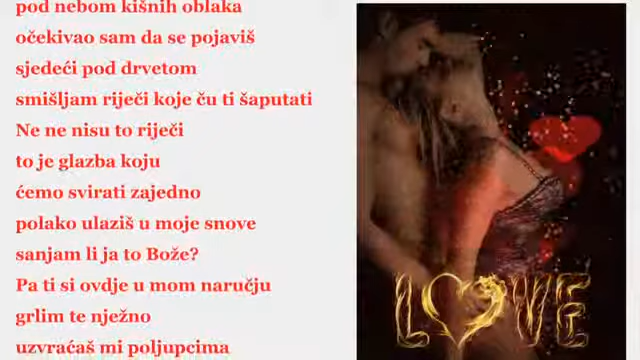 pod nebom kišnih oblaka
očekivao sam da se pojaviš
sjedeći pod drvetom
smišljam riječi koje ču ti šaputati
Ne ne nisu to riječi
to je glazba koju
ćemo svirati zajedno
polako ulaziš u moje snove
sanjam li ja to Bože?
Pa ti si ovdje u mom naručju
grlim te nježno
uzvraćaš mi poljupcima
LOVE